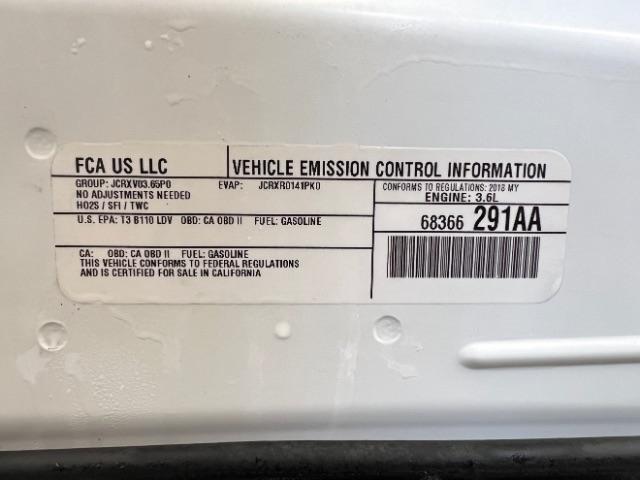 FCA US LLC
VEHICLE EMISSION CONTROL INFORMATION
GROUP: JCRXV03.65P0 EVAP: JCRXR0141PK0
NO ADJUSTMENTS NEEDED
HO2S / SFI / TWC
CONFORMS TO REGULATIONS: 2018 MY
ENGINE: 3.6L
U.S. EPA: T3 B110 LDV OBD: CA OBD II FUEL: GASOLINE
68366 291AA
CA: OBD: CA OBD II FUEL: GASOLINE
THIS VEHICLE CONFORMS TO FEDERAL REGULATIONS
AND IS CERTIFIED FOR SALE IN CALIFORNIA